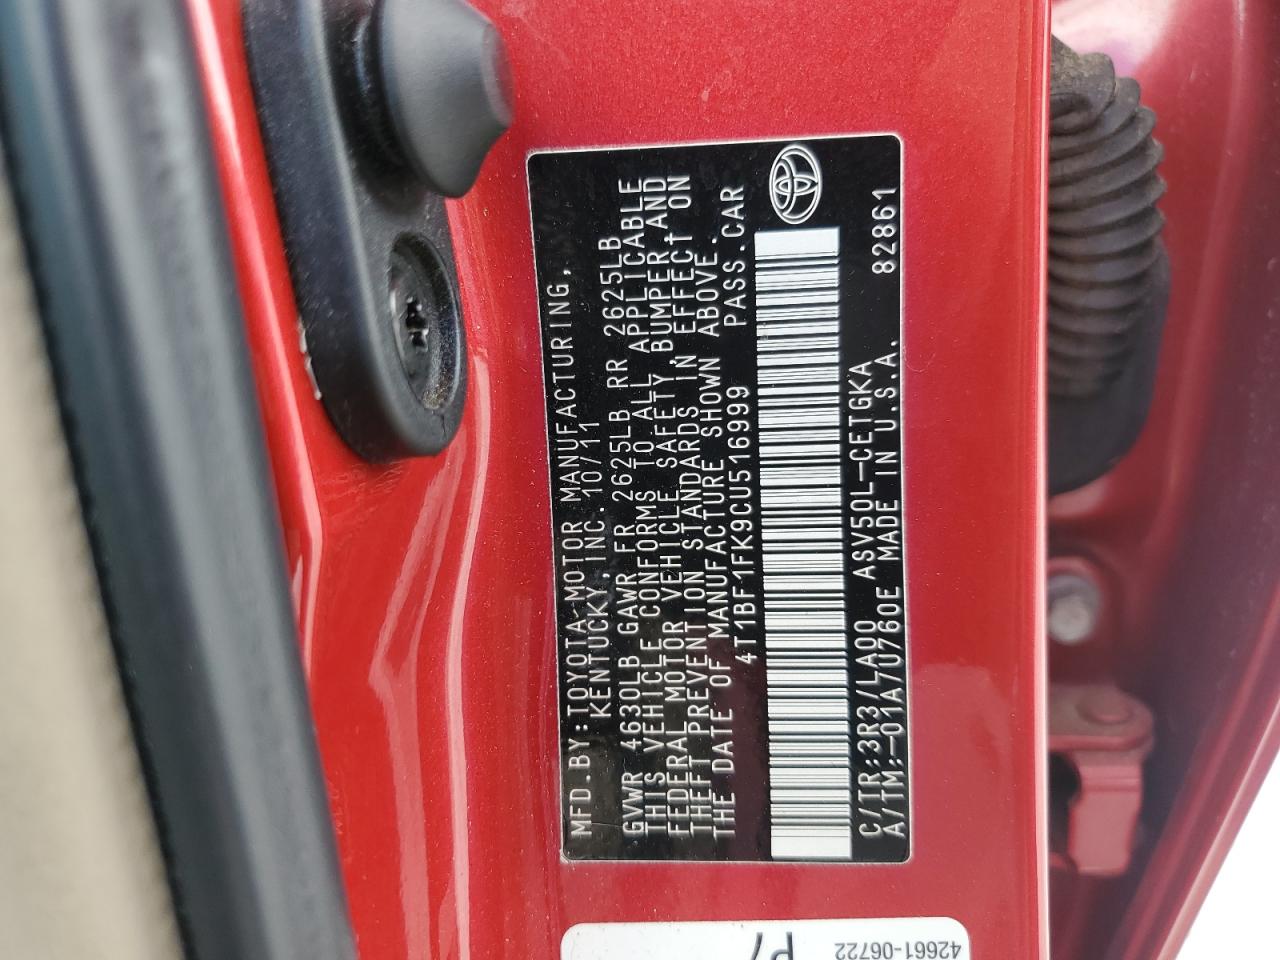 MFD.BY:TOYOTA MOTOR MANUFACTURING,
KENTUCKY,INC.10/11
GVWR 4630LB GAWR FR 2625LB RR 2625LB
THIS VEHICLE CONFORMS TO ALL APPLICABLE
FEDERAL MOTOR VEHICLE SAFETY BUMPER,AND
THEFT PREVENTION STANDARDS IN EFFECT ON
THE DATE OF MANUFACTURE SHOWN ABOVE.
4T1BF1FK9CU516999 PASS.CAR
C/TR:3R3/LA00 ASV50L-CETGKA 82861
A/TM:-01A/U760E MADE IN U.S.A.
42661-06722